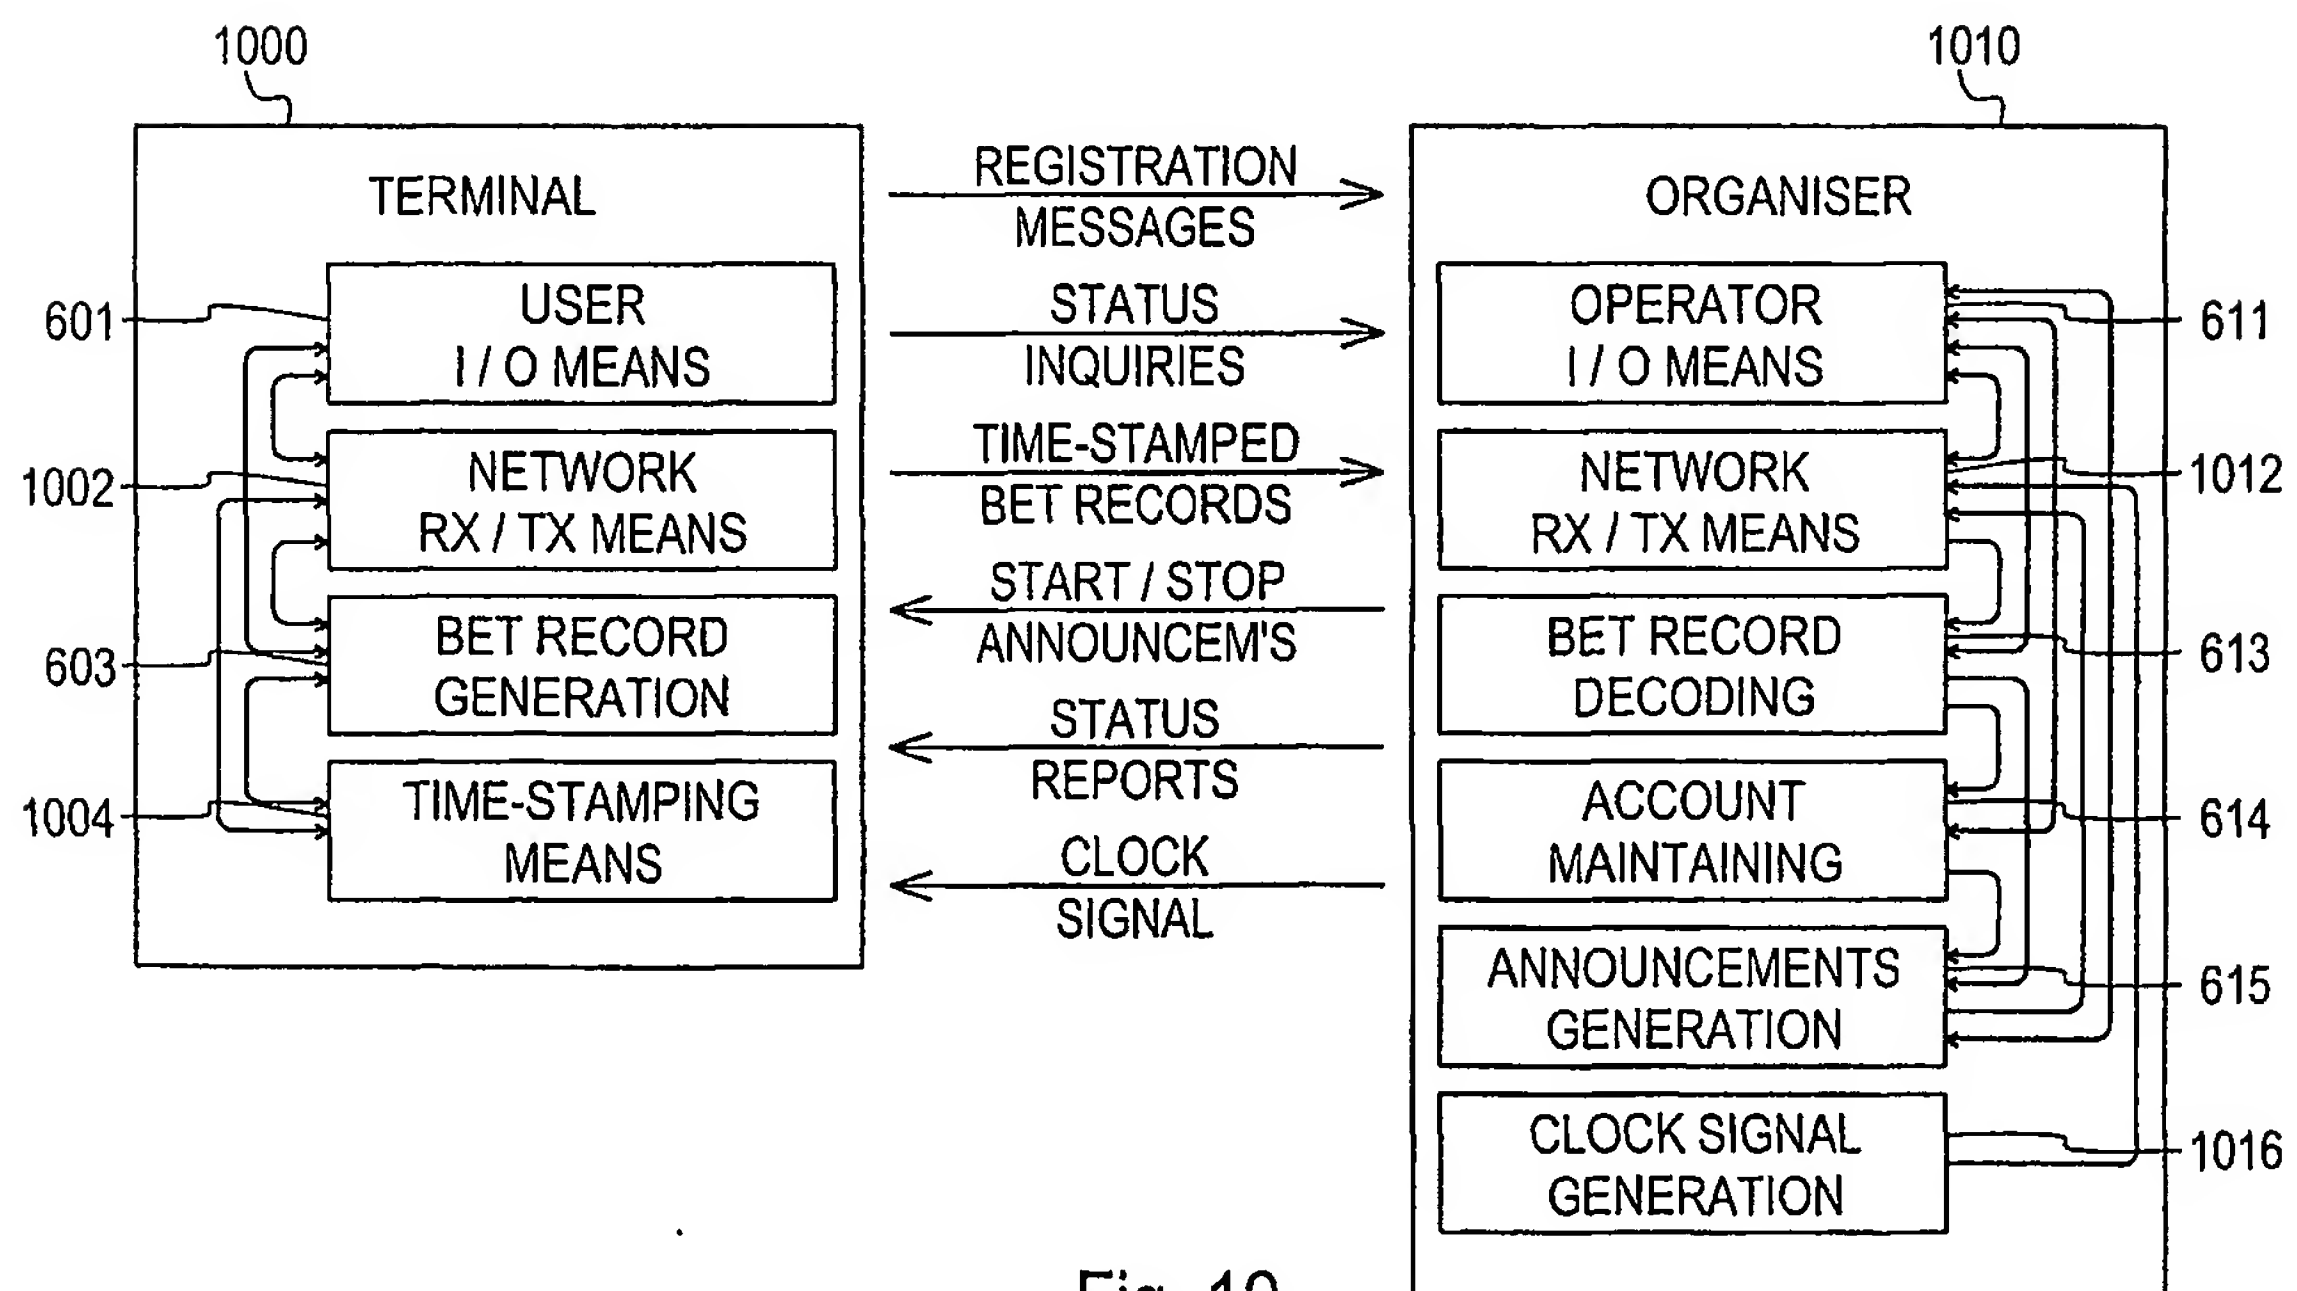 1000
1010
TERMINAL
601
USER
I / O MEANS
1002
NETWORK
RX / TX MEANS
603
BET RECORD
GENERATION
1004
TIME-STAMPING
MEANS
REGISTRATION
MESSAGES
STATUS
INQUIRIES
TIME-STAMPED
BET RECORDS
START / STOP
ANNOUNCEM'S
STATUS
REPORTS
CLOCK
SIGNAL
ORGANISER
OPERATOR
I / O MEANS
611
NETWORK
RX / TX MEANS
1012
BET RECORD
DECODING
613
ACCOUNT
MAINTAINING
614
ANNOUNCEMENTS
GENERATION
615
CLOCK SIGNAL
GENERATION
1016